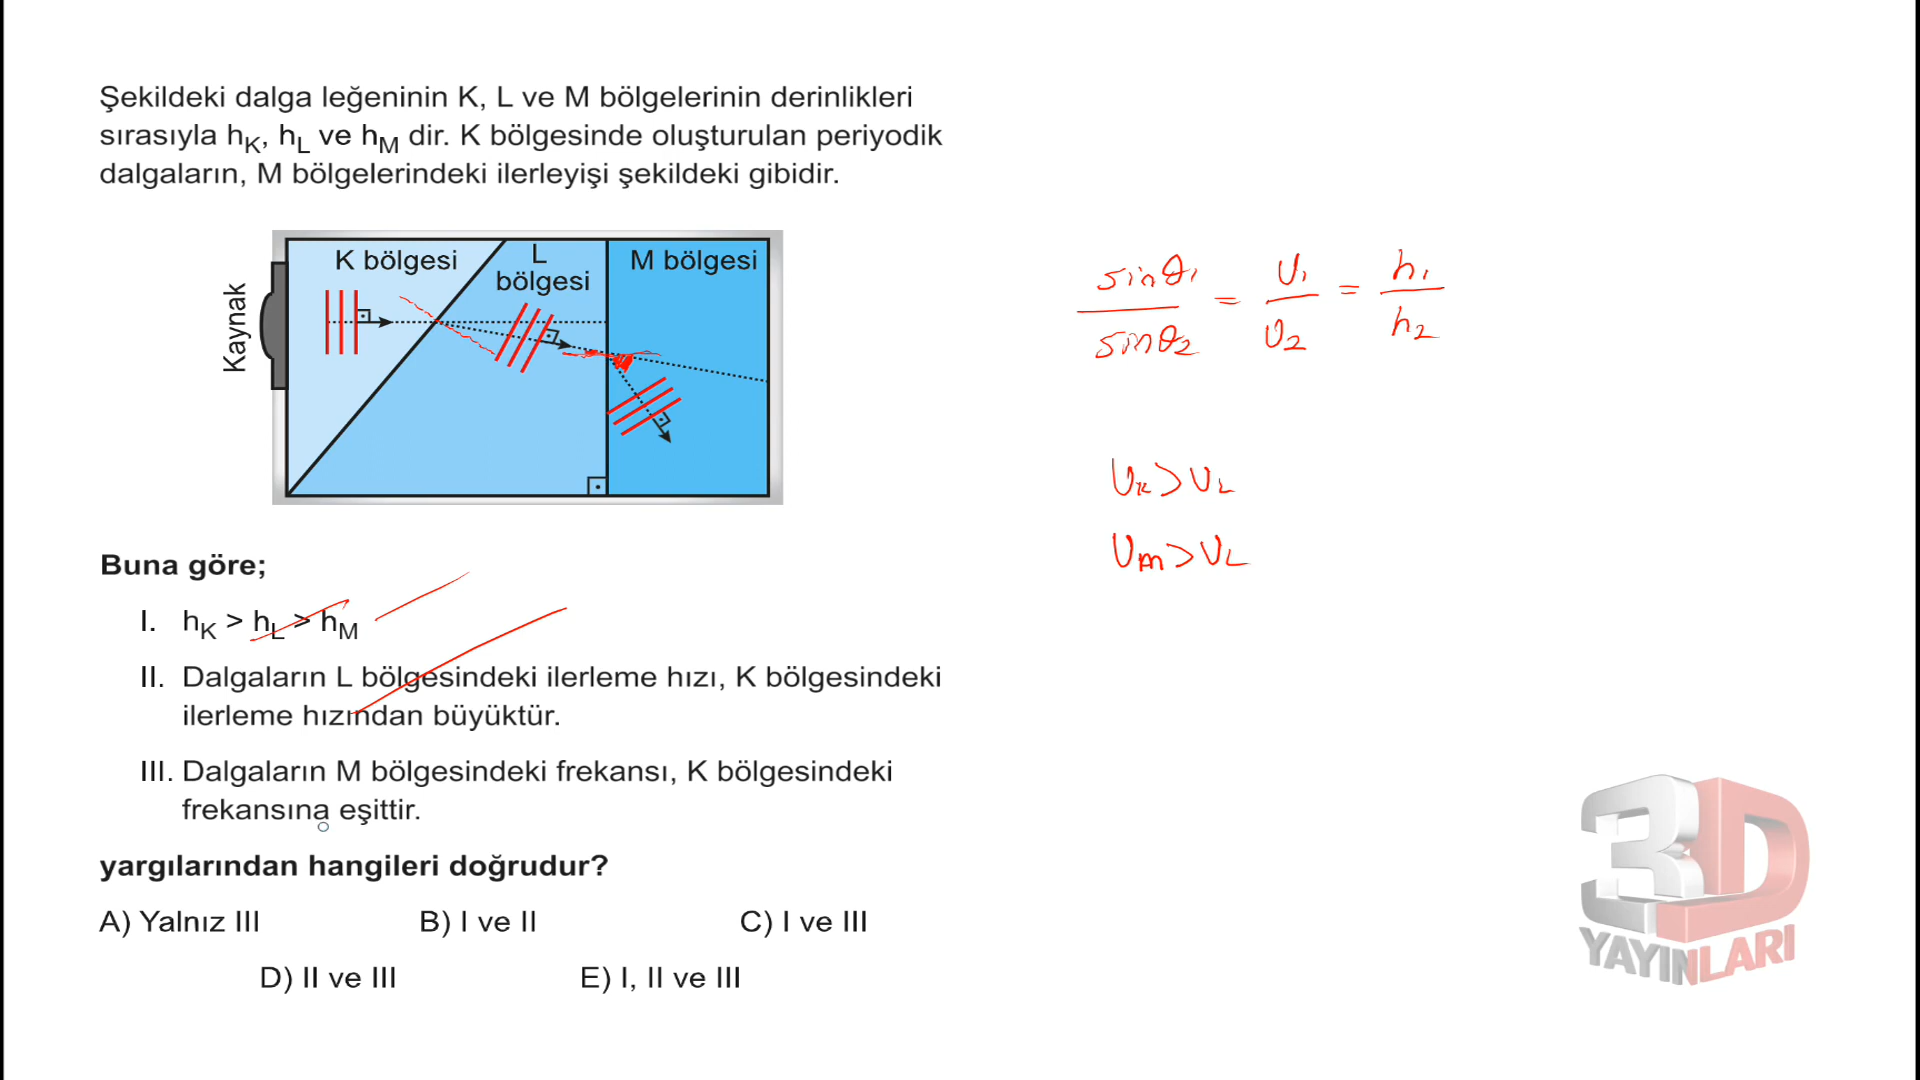 Şekildeki dalga leğeninin K, L ve M bölgelerinin derinlikleri
sırasıyla hK, hL ve hM dir. K bölgesinde oluşturulan periyodik
dalgaların, M bölgelerindeki ilerleyişi şekildeki gibidir.
Kaynak
K bölgesi
L
bölgesi
M bölgesi
sinθ1 / sinθ2 = υ1 / υ2 = h1 / h2
υK > υL
υM > υL
Buna göre;
I. hK > hL > hM
II. Dalgaların L bölgesindeki ilerleme hızı, K bölgesindeki
ilerleme hızından büyüktür.
III. Dalgaların M bölgesindeki frekansı, K bölgesindeki
frekansına eşittir.
yargılarından hangileri doğrudur?
A) Yalnız III B) I ve II C) I ve III
D) II ve III E) I, II ve III
3D
YAYINLARI